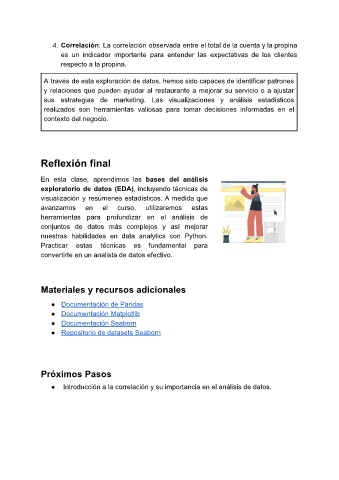 4. Correlación: La correlación observada entre el total de la cuenta y la propina
es un indicador importante para entender las expectativas de los clientes
respecto a la propina.
A través de esta exploración de datos, hemos sido capaces de identificar patrones
y relaciones que pueden ayudar al restaurante a mejorar su servicio o a ajustar
sus estrategias de marketing. Las visualizaciones y análisis estadísticos
realizados son herramientas valiosas para tomar decisiones informadas en el
contexto del negocio.
Reflexión final
En esta clase, aprendimos las bases del análisis
exploratorio de datos (EDA), incluyendo técnicas de
visualización y resúmenes estadísticos. A medida que
avanzamos en el curso, utilizaremos estas
herramientas para profundizar en el análisis de
conjuntos de datos más complejos y así mejorar
nuestras habilidades en data analytics con Python.
Practicar estas técnicas es fundamental para
convertirte en un analista de datos efectivo.
Materiales y recursos adicionales
● Documentación de Pandas
● Documentación Matplotlib
● Documentación Seaborn
● Repositorio de datasets Seaborn
Próximos Pasos
● Introducción a la correlación y su importancia en el análisis de datos.